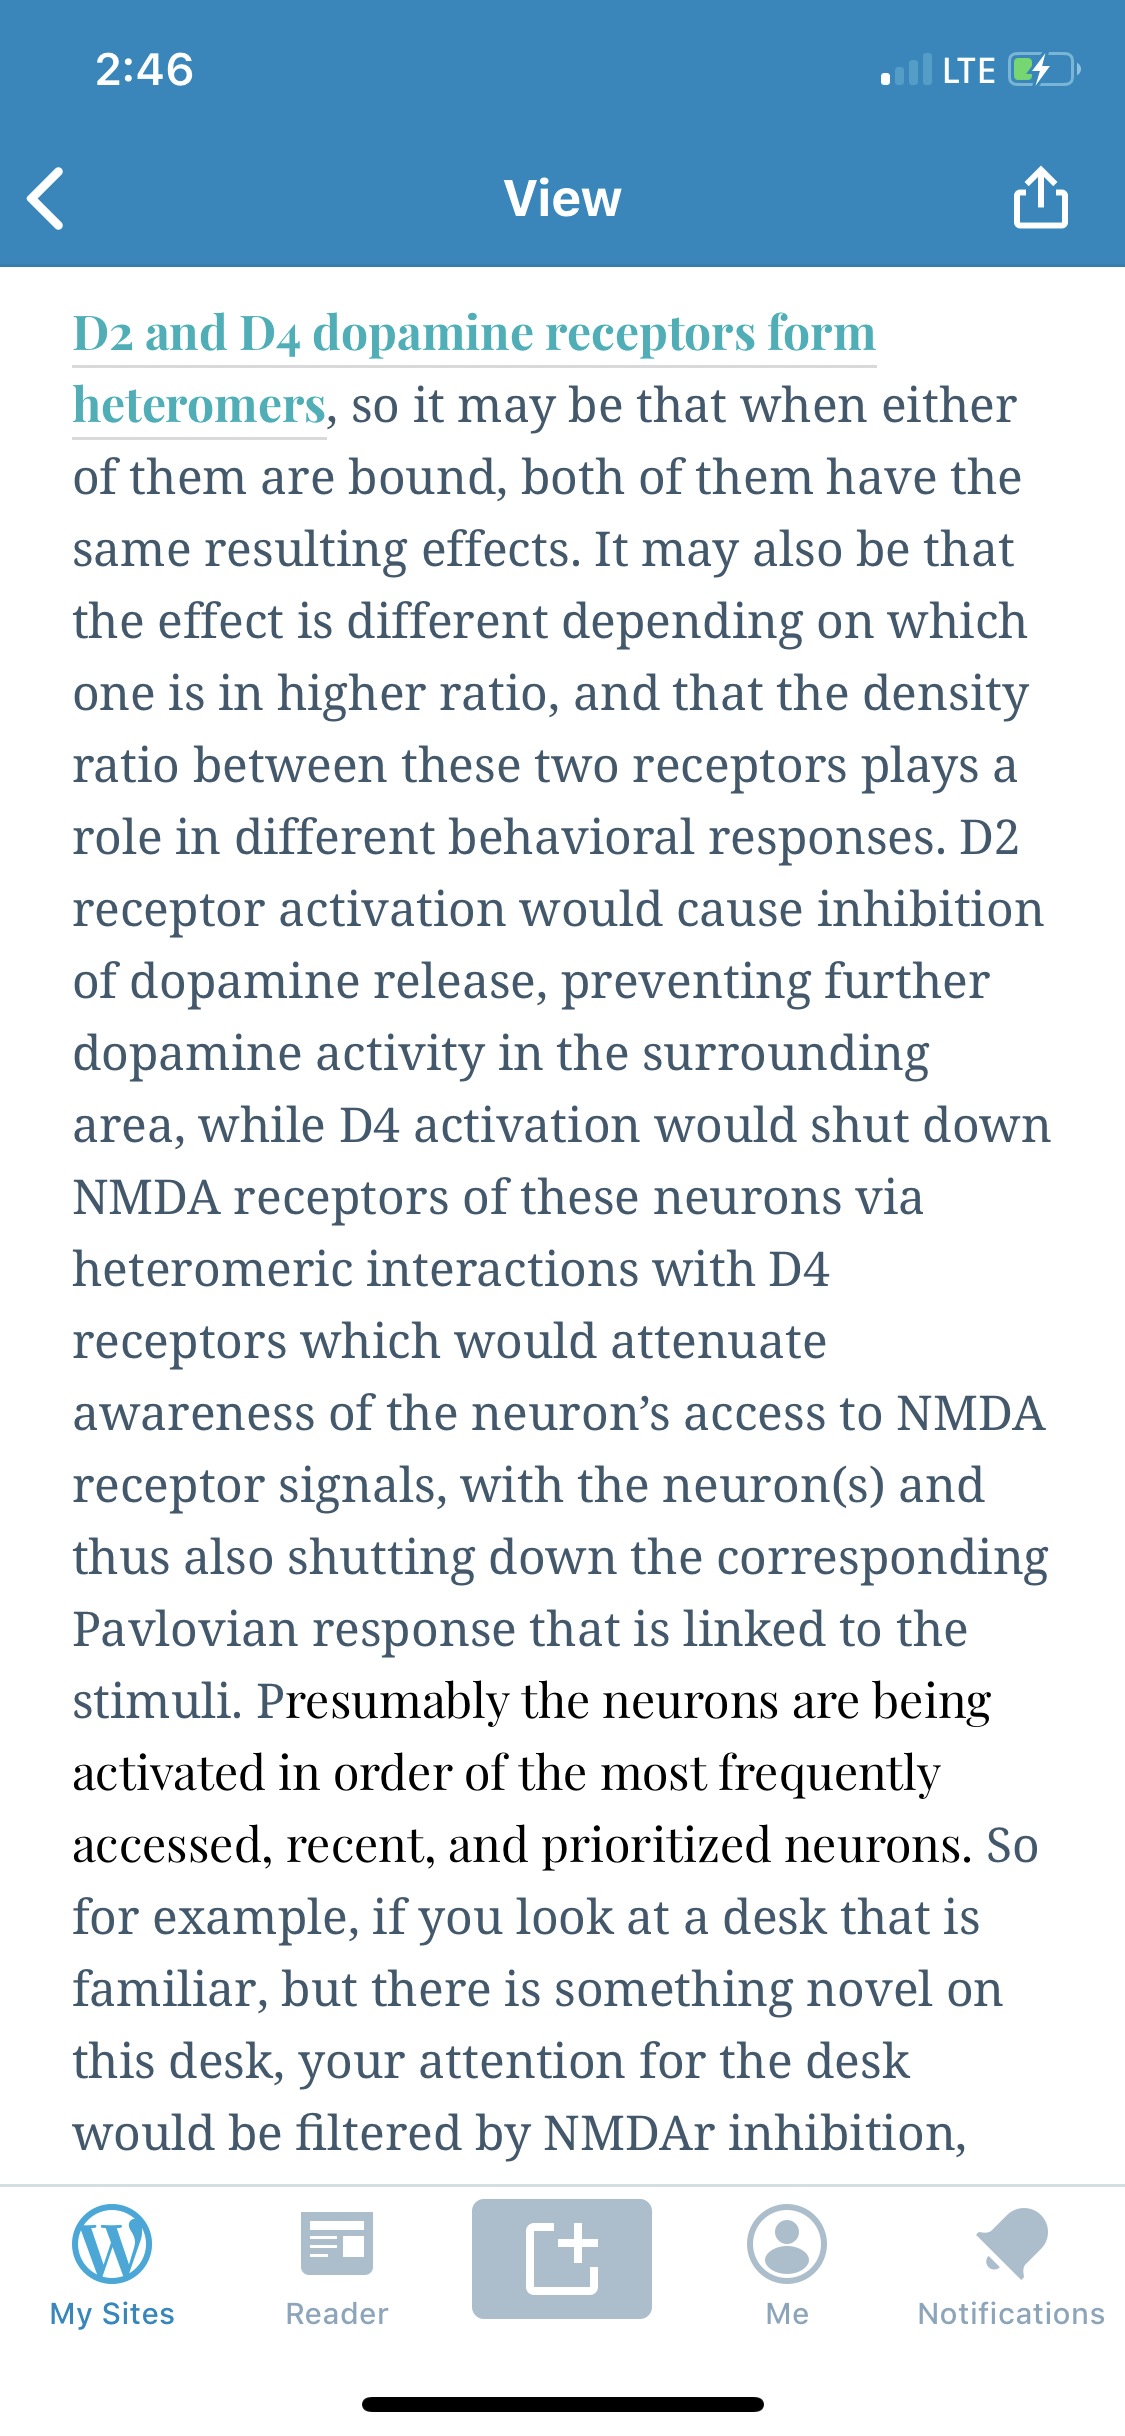 2:46
LTE
View
D2 and D4 dopamine receptors form
heteromers, so it may be that when either
of them are bound, both of them have the
same resulting effects. It may also be that
the effect is different depending on which
one is in higher ratio, and that the density
ratio between these two receptors plays a
role in different behavioral responses. D2
receptor activation would cause inhibition
of dopamine release, preventing further
dopamine activity in the surrounding
area, while D4 activation would shut down
NMDA receptors of these neurons via
heteromeric interactions with D4
receptors which would attenuate
awareness of the neuron’s access to NMDA
receptor signals, with the neuron(s) and
thus also shutting down the corresponding
Pavlovian response that is linked to the
stimuli. Presumably the neurons are being
activated in order of the most frequently
accessed, recent, and prioritized neurons. So
for example, if you look at a desk that is
familiar, but there is something novel on
this desk, your attention for the desk
would be filtered by NMDAr inhibition,
My Sites
Reader
Me
Notifications